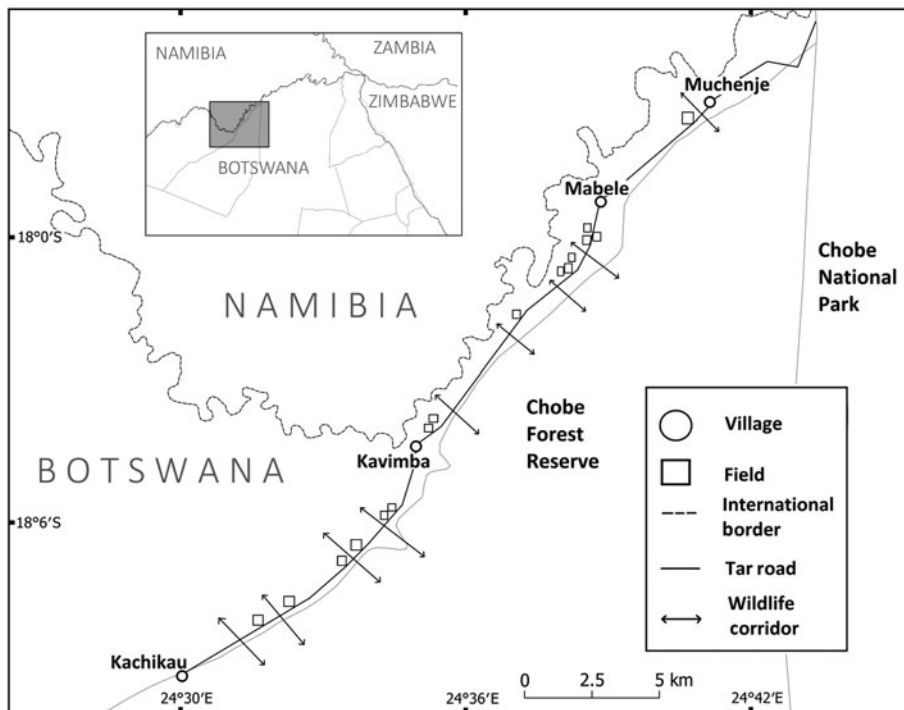 NAMIBIA
ZAMBIA
ZIMBABWE
BOTSWANA
Muchenje
Mabele
18°0'S
Chobe
National
Park
NAMIBIA
Chobe
Forest
Reserve
Kavimba
BOTSWANA
18°6'S
Kachikau
Village
Field
International
border
Tar road
Wildlife
corridor
0 2.5 5 km
24°30'E
24°36'E
24°42'E